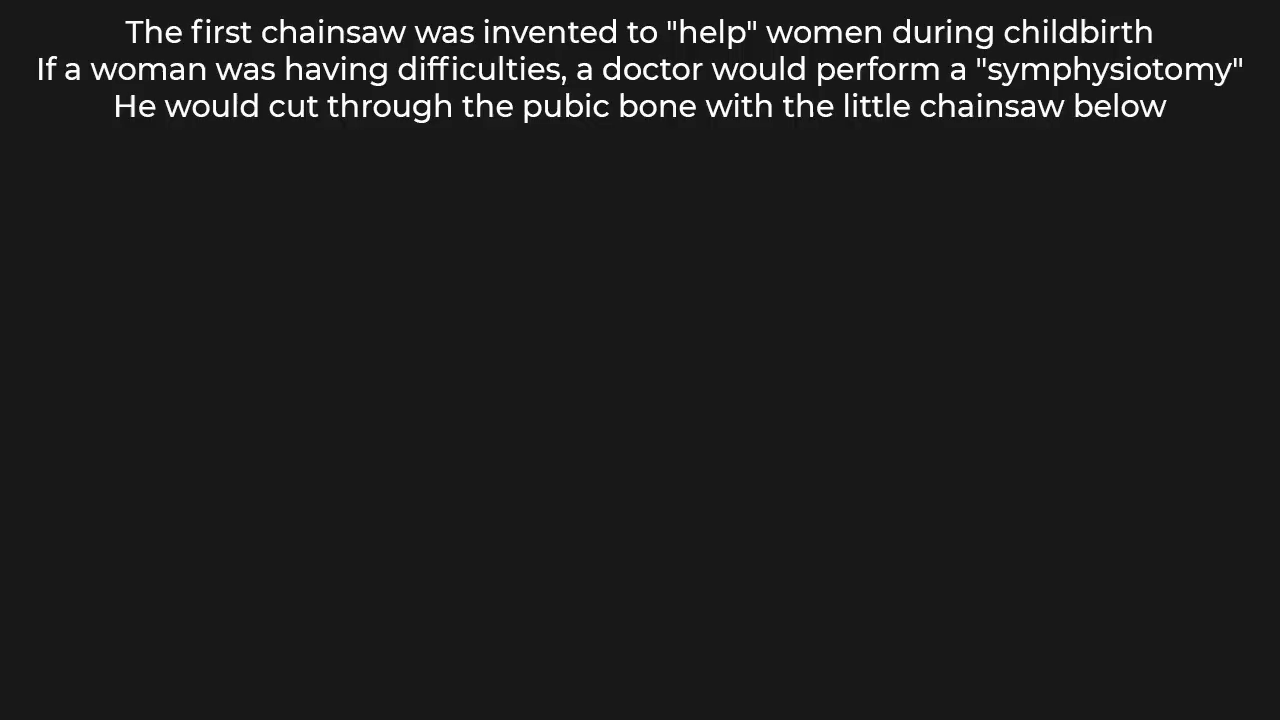 The first chainsaw was invented to "help" women during childbirth
If a woman was having difficulties, a doctor would perform a "symphysiotomy"
He would cut through the pubic bone with the little chainsaw below